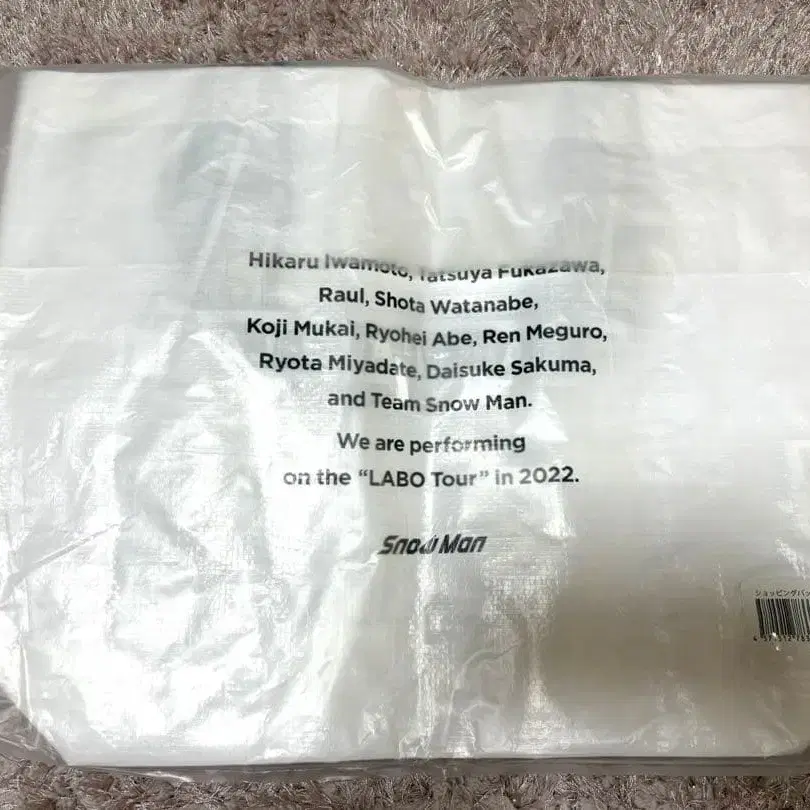 Hikaru Iwamoto, Tatsuya Fukazawa,
Raul, Shota Watanabe,
Koji Mukai, Ryohei Abe, Ren Meguro,
Ryota Miyadate, Daisuke Sakuma,
and Team Snow Man.
We are performing
on the “LABO Tour” in 2022.
Snow Man
ショッピングバッ